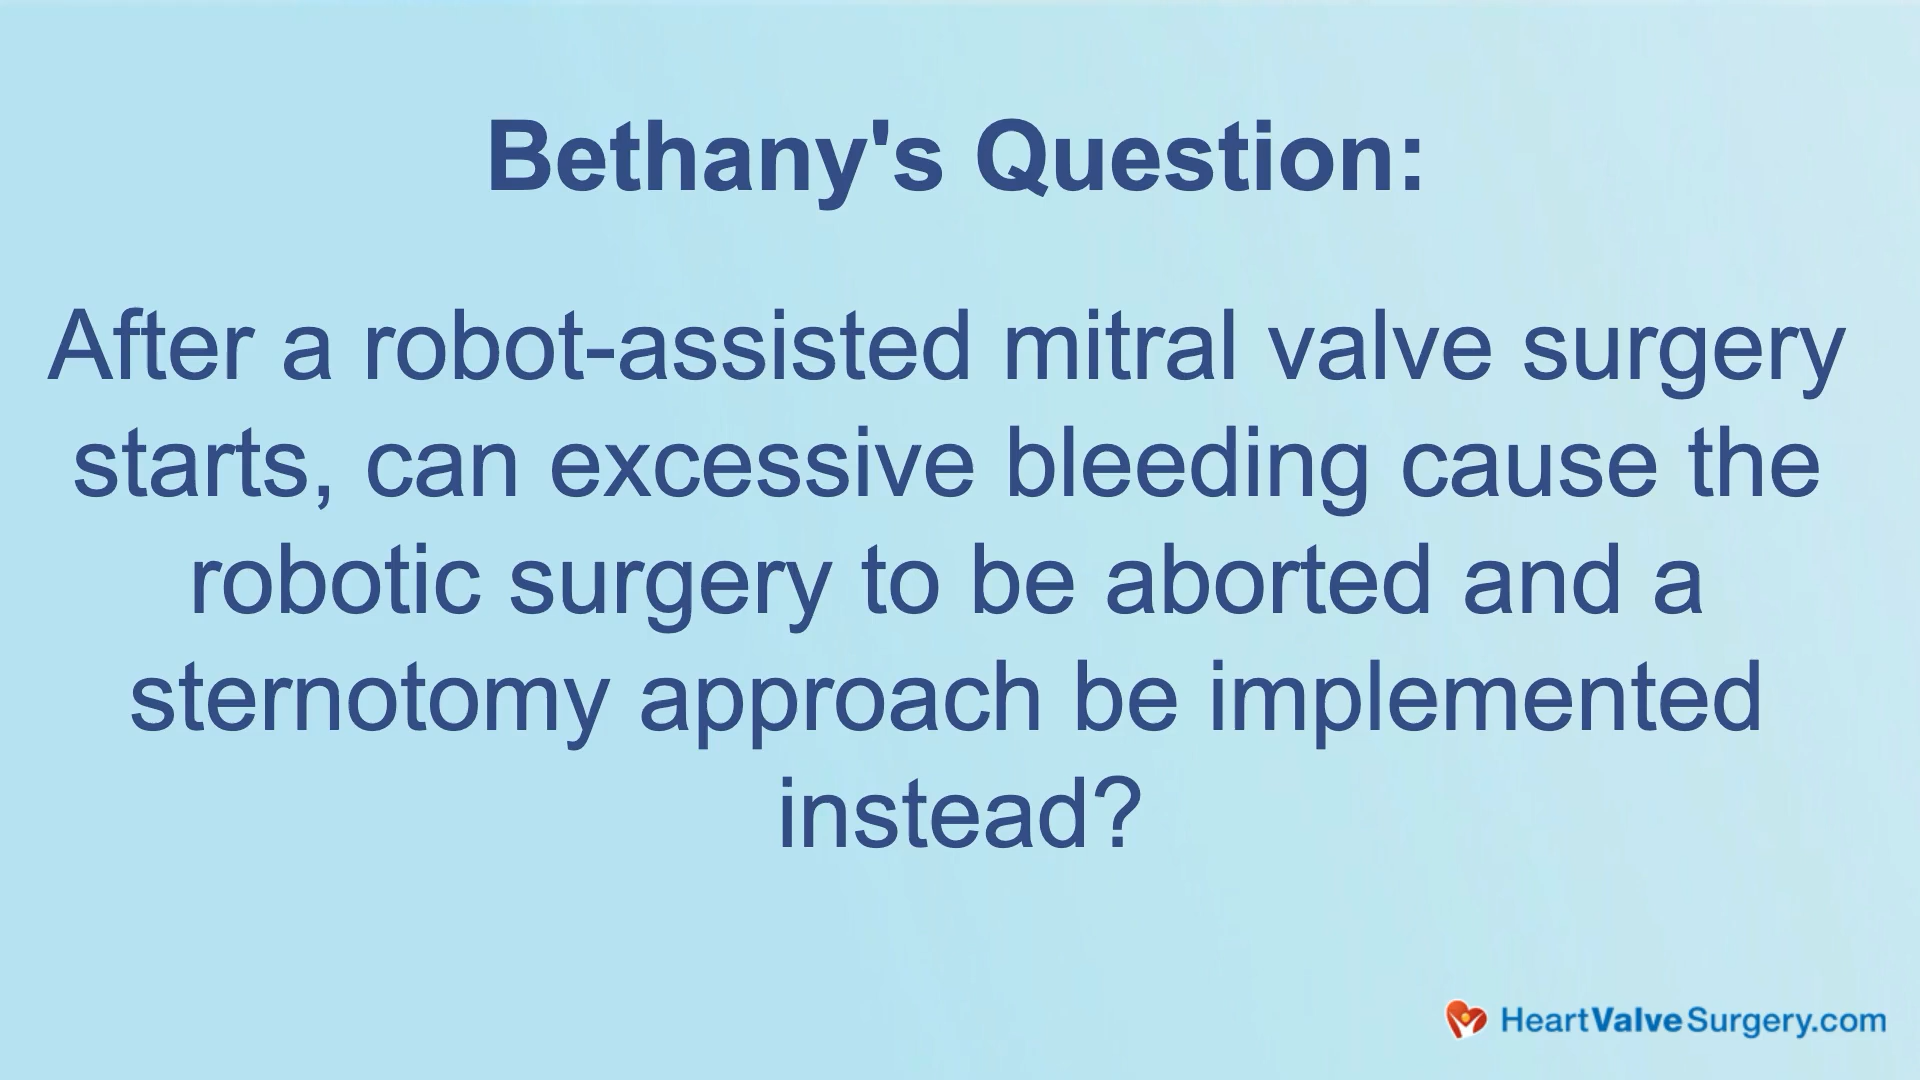 Bethany's Question:
After a robot-assisted mitral valve surgery
starts, can excessive bleeding cause the
robotic surgery to be aborted and a
sternotomy approach be implemented
instead?
HeartValveSurgery.com